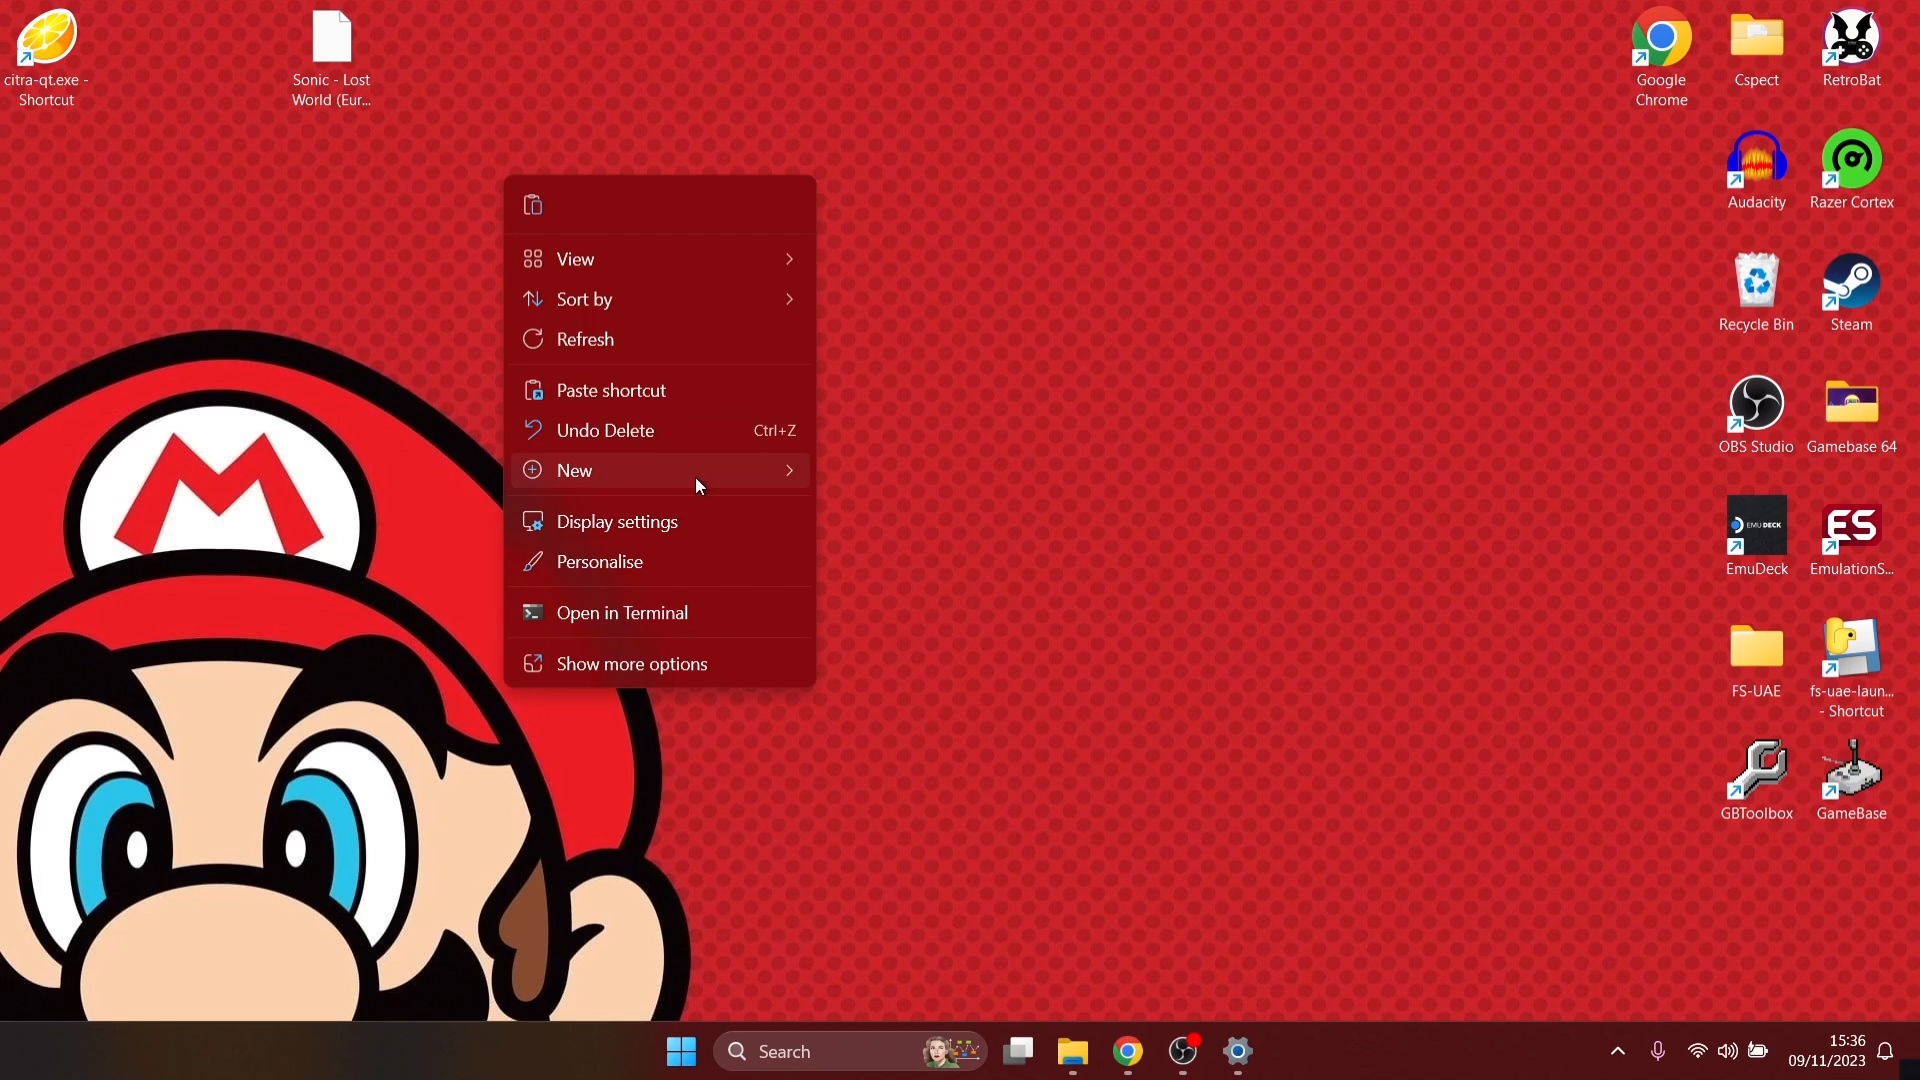 citra-qt.exe -
Shortcut
Sonic - Lost
World (Eur...
Google
Chrome
Cspect
RetroBat
Audacity
Razer Cortex
Recycle Bin
Steam
OBS Studio
Gamebase 64
EMU DECK
EmuDeck
ES
EmulationS...
FS-UAE
fs-uae-laun...
- Shortcut
GBToolbox
GameBase
View
Sort by
Refresh
Paste shortcut
Undo Delete Ctrl+Z
New
Display settings
Personalise
Open in Terminal
Show more options
M
Search
15:36
09/11/2023